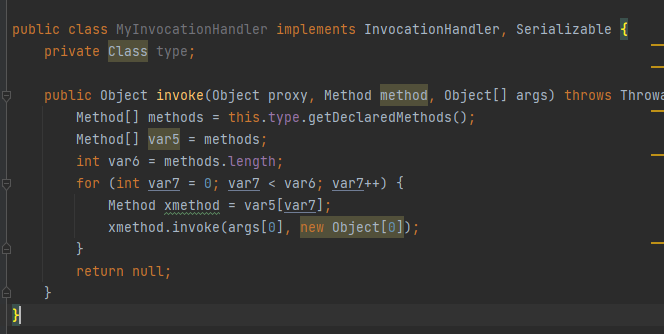 public class MyInvocationHandler implements InvocationHandler, Serializable {
    private Class type;
    public Object invoke(Object proxy, Method method, Object[] args) throws Throwa
        Method[] methods = this.type.getDeclaredMethods();
        Method[] var5 = methods;
        int var6 = methods.length;
        for (int var7 = 0; var7 < var6; var7++) {
            Method xmethod = var5[var7];
            xmethod.invoke(args[0], new Object[0]);
        }
        return null;
    }
}